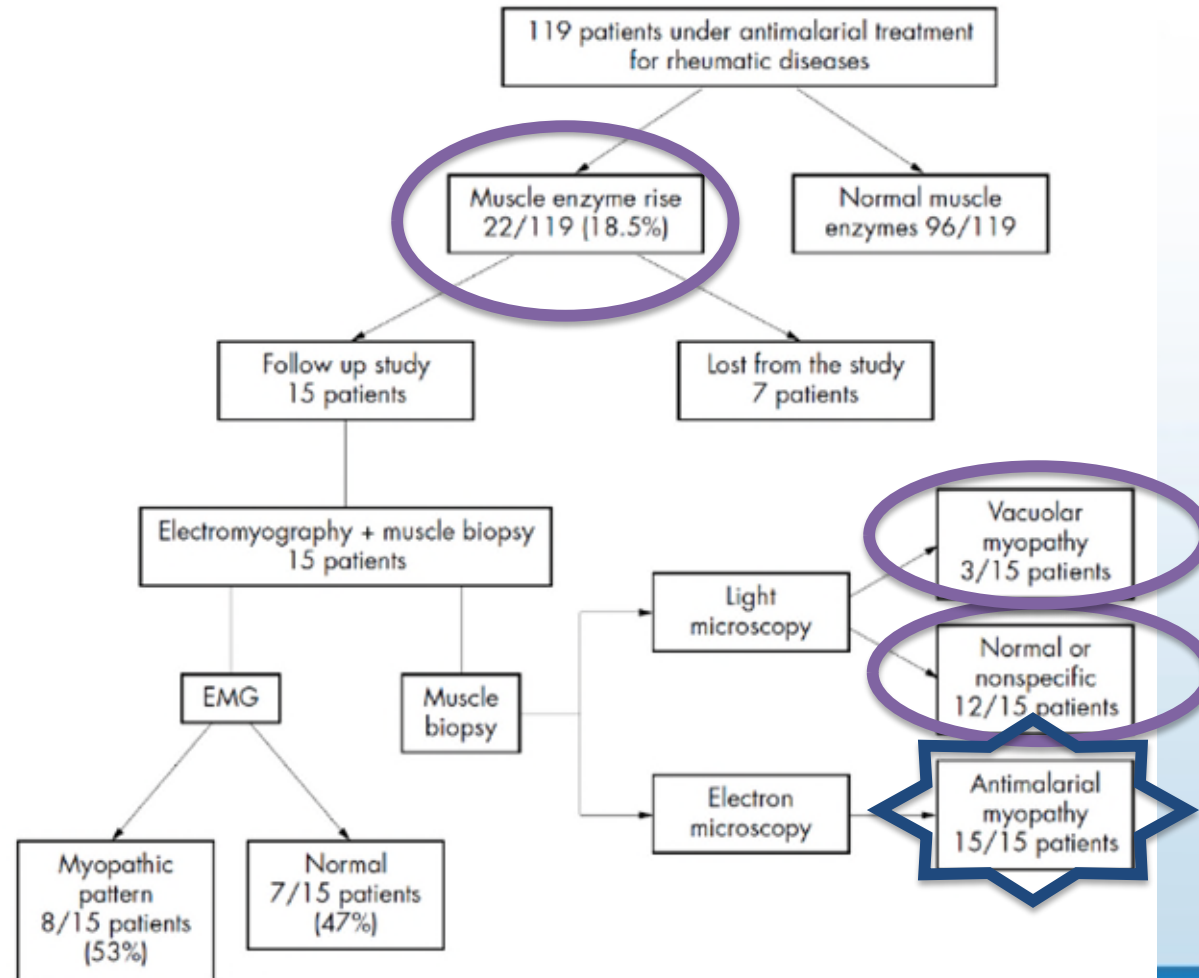 119 patients under antimalarial treatment
for rheumatic diseases
Muscle enzyme rise
22/119 (18.5%)
Normal muscle
enzymes 96/119
Follow up study
15 patients
Lost from the study
7 patients
Electromyography + muscle biopsy
15 patients
EMG
Muscle
biopsy
Myopathic
pattern
8/15 patients
(53%)
Normal
7/15 patients
(47%)
Light
microscopy
Vacuolar
myopathy
3/15 patients
Normal or
nonspecific
12/15 patients
Electron
microscopy
Antimalarial
myopathy
15/15 patients